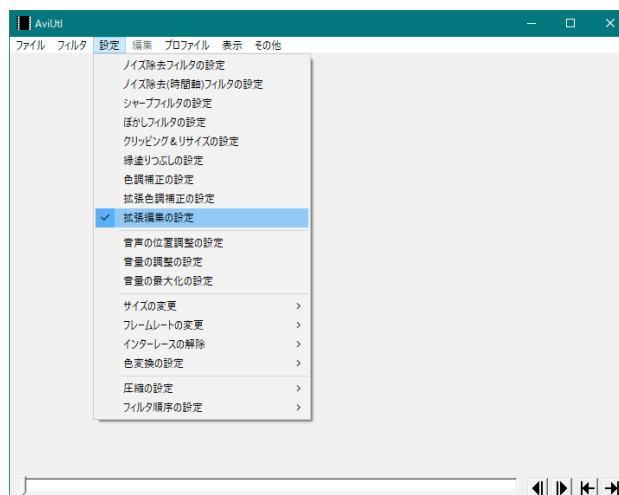 AviUtl
ファイル フィルタ 設定 編集 プロファイル 表示 その他
ノイズ除去フィルタの設定
ノイズ除去(時間軸)フィルタの設定
シャープフィルタの設定
ぼかしフィルタの設定
クリッピング＆リサイズの設定
縁塗りつぶしの設定
色調補正の設定
拡張色調補正の設定
拡張編集の設定
音声の位置調整の設定
音量の調整の設定
音量の最大化の設定
サイズの変更
フレームレートの変更
インターレースの解除
色変換の設定
圧縮の設定
フィルタ順序の設定